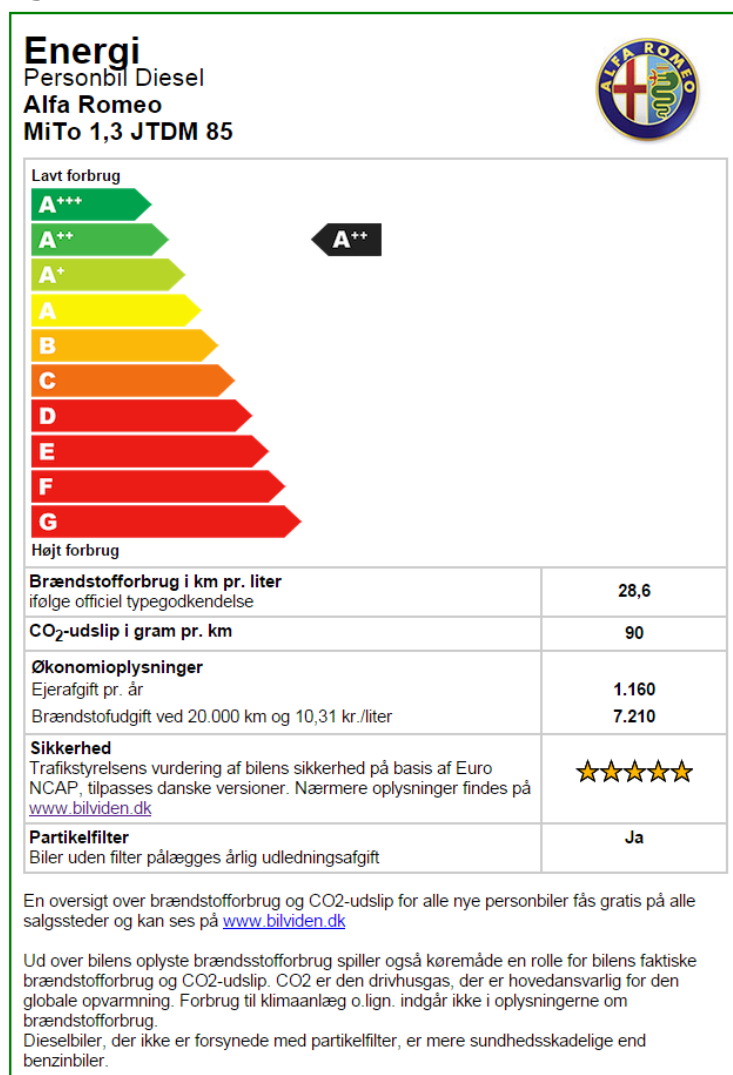 Energi
Personbil Diesel
Alfa Romeo
MiTo 1,3 JTDM 85
ALFA ROMEO
Lavt forbrug
A+++
A++
A++
A+
A
B
C
D
E
F
G
Højt forbrug
Brændstofforbrug i km pr. liter
ifølge officiel typegodkendelse
28,6
CO2-udslip i gram pr. km
90
Økonomioplysninger
Ejerafgift pr. år
1.160
Brændstofudgift ved 20.000 km og 10,31 kr./liter
7.210
Sikkerhed
Trafikstyrelsens vurdering af bilens sikkerhed på basis af Euro
NCAP, tilpasses danske versioner. Nærmere oplysninger findes på
www.bilviden.dk
Partikelfilter
Ja
Biler uden filter pålægges årlig udledningsafgift
En oversigt over brændstofforbrug og CO2-udslip for alle nye personbiler fås gratis på alle
salgssteder og kan ses på www.bilviden.dk
Ud over bilens oplyste brændsstofforbrug spiller også køremåde en rolle for bilens faktiske
brændstofforbrug og CO2-udslip. CO2 er den drivhusgas, der er hovedansvarlig for den
globale opvarmning. Forbrug til klimaanlæg o.lign. indgår ikke i oplysningerne om
brændstofforbrug.
Dieselbiler, der ikke er forsynede med partikelfilter, er mere sundhedsskadelige end
benzinbiler.